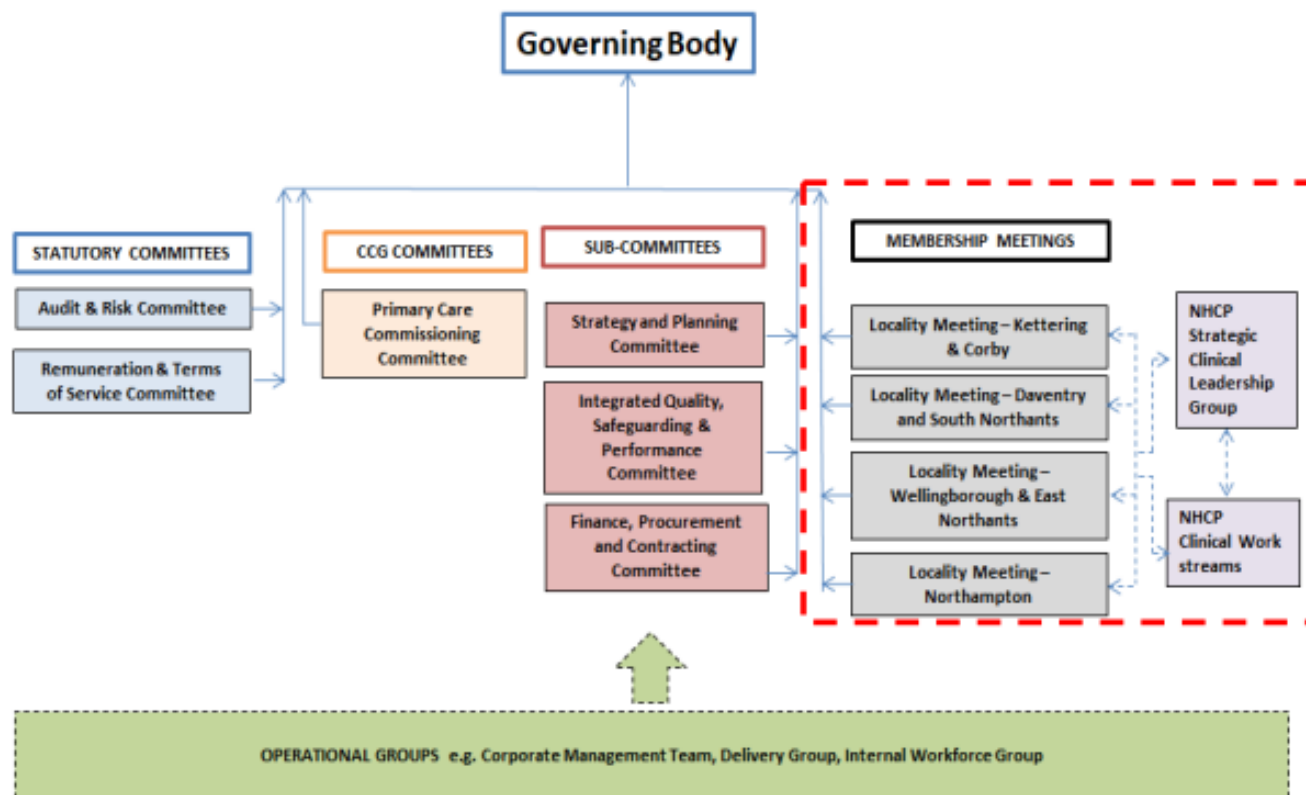 Governing Body
STATUTORY COMMITTEES
Audit & Risk Committee
Remuneration & Terms
of Service Committee
CCG COMMITTEES
Primary Care
Commissioning
Committee
SUB-COMMITTEES
Strategy and Planning
Committee
Integrated Quality,
Safeguarding &
Performance
Committee
Finance, Procurement
and Contracting
Committee
MEMBERSHIP MEETINGS
Locality Meeting – Kettering
& Corby
Locality Meeting – Daventry
and South Northants
Locality Meeting –
Wellingborough & East
Northants
Locality Meeting –
Northampton
NHCP
Strategic
Clinical
Leadership
Group
NHCP
Clinical Work
streams
OPERATIONAL GROUPS e.g. Corporate Management Team, Delivery Group, Internal Workforce Group